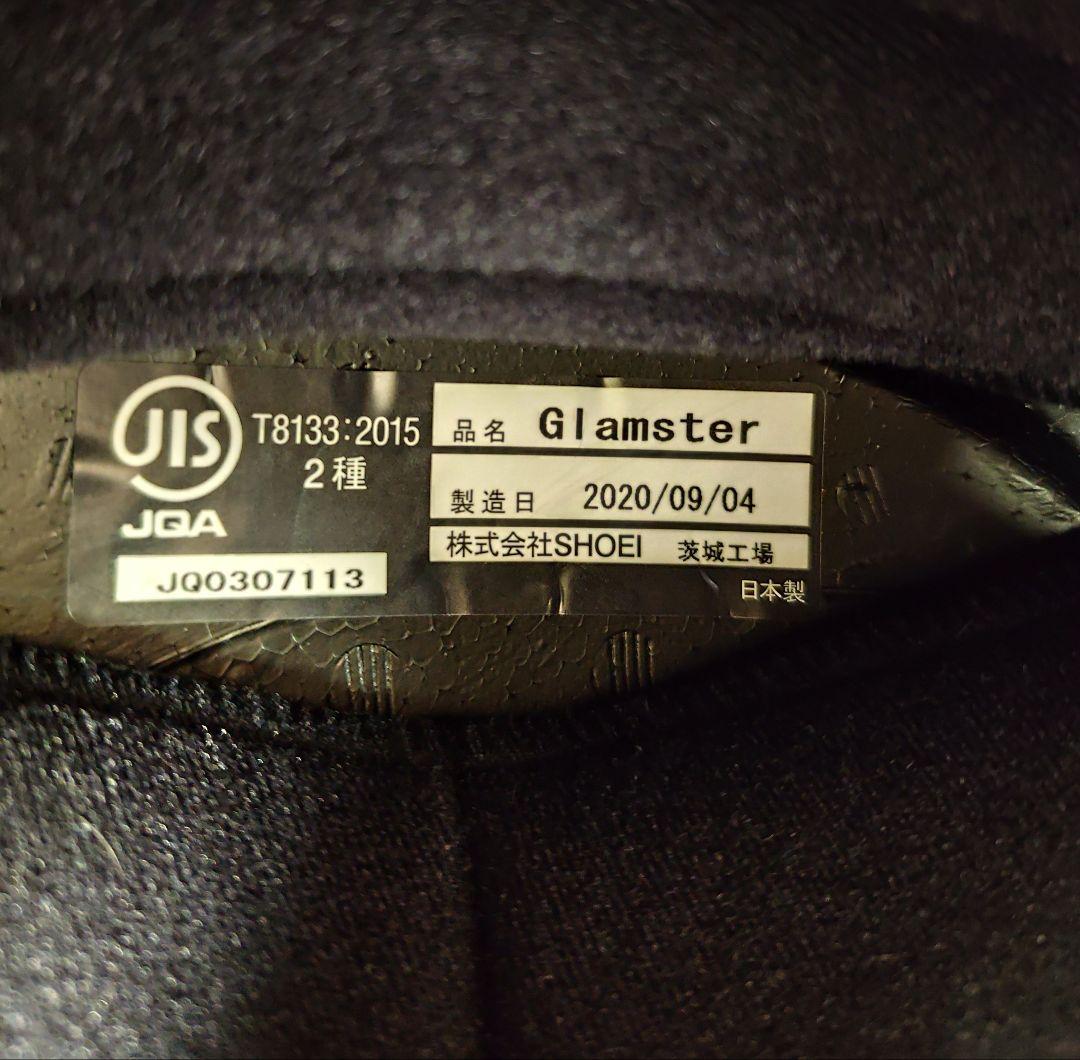 JIS
T8133:2015
2種
JQA
JQ0307113
品名 Glamster
製造日 2020/09/04
株式会社SHOEI 茨城工場
日本製